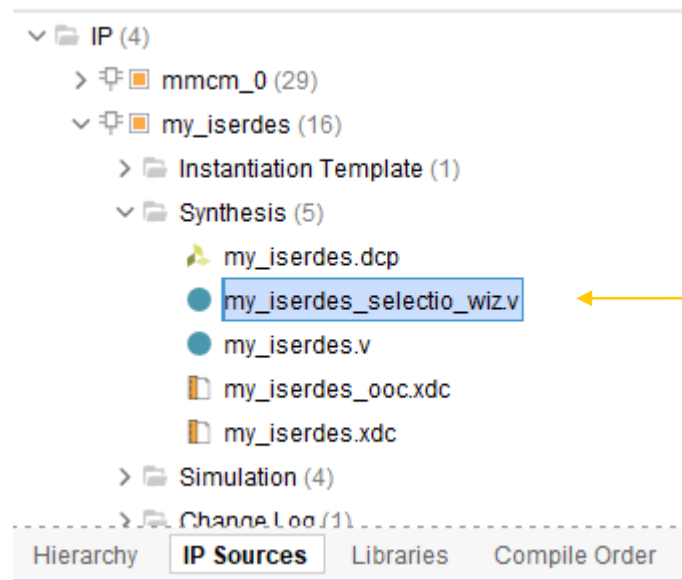 IP (4)
mmcm_0 (29)
my_iserdes (16)
Instantiation Template (1)
Synthesis (5)
my_iserdes.dcp
my_iserdes_selectio_wiz.v
my_iserdes.v
my_iserdes_ooc.xdc
my_iserdes.xdc
Simulation (4)
Change Log (1)
Hierarchy IP Sources Libraries Compile Order